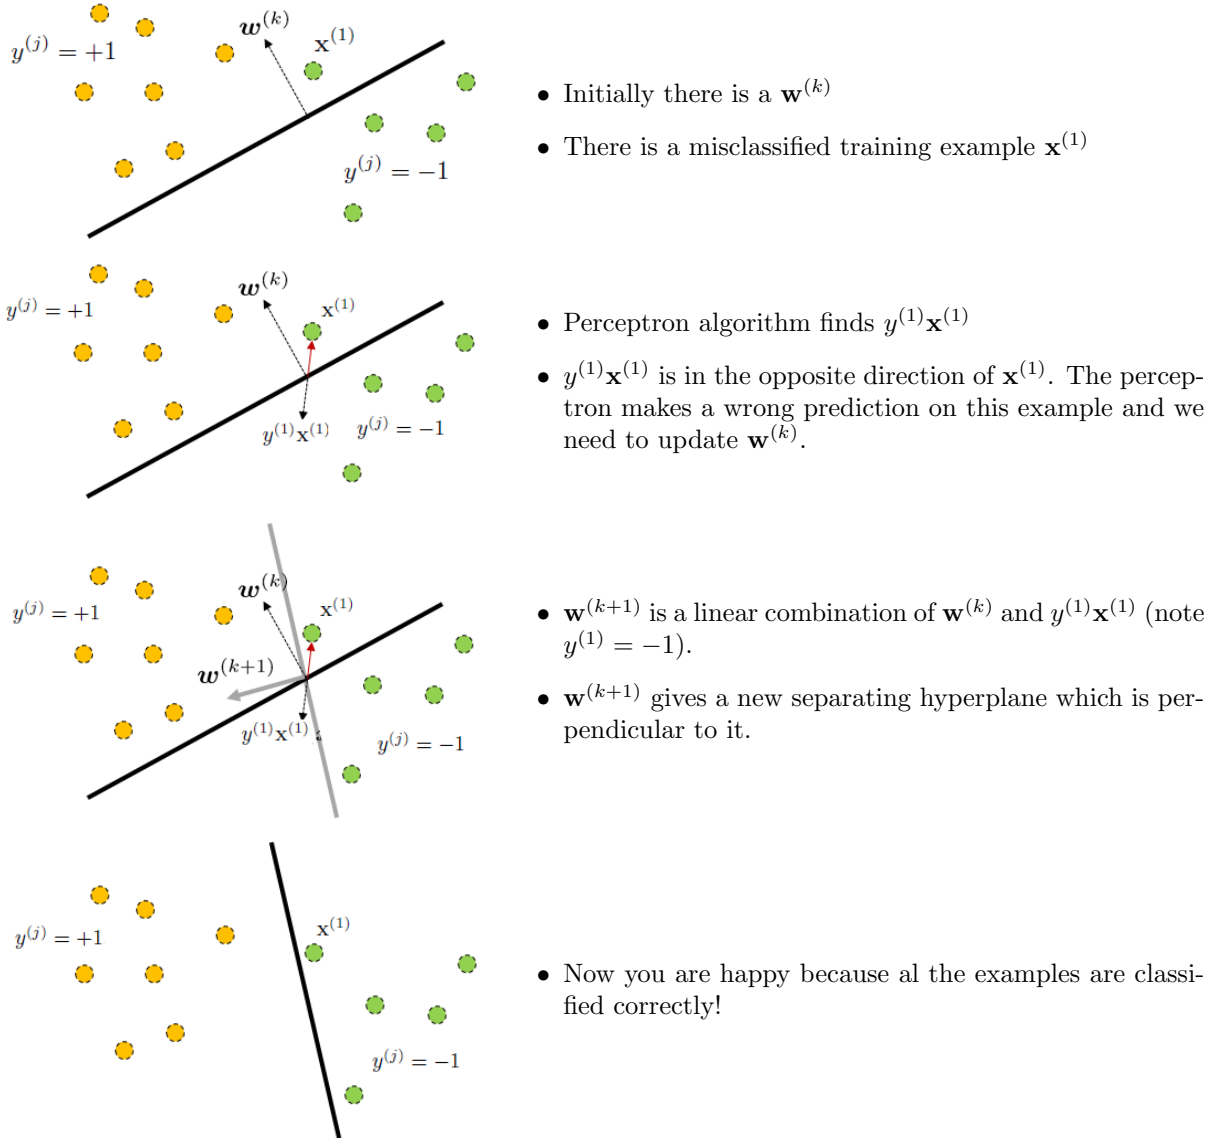 w^(k)
x^(1)
y^(j) = +1
y^(j) = −1
• Initially there is a w^(k)
• There is a misclassified training example x^(1)
w^(k)
x^(1)
y^(j) = +1
y^(1)x^(1)
y^(j) = −1
• Perceptron algorithm finds y^(1)x^(1)
• y^(1)x^(1) is in the opposite direction of x^(1). The percep-
tron makes a wrong prediction on this example and we
need to update w^(k).
w^(k)
x^(1)
y^(j) = +1
w^(k+1)
y^(1)x^(1)
y^(j) = −1
• w^(k+1) is a linear combination of w^(k) and y^(1)x^(1) (note
y^(1) = −1).
• w^(k+1) gives a new separating hyperplane which is per-
pendicular to it.
x^(1)
y^(j) = +1
y^(j) = −1
• Now you are happy because al the examples are classi-
fied correctly!